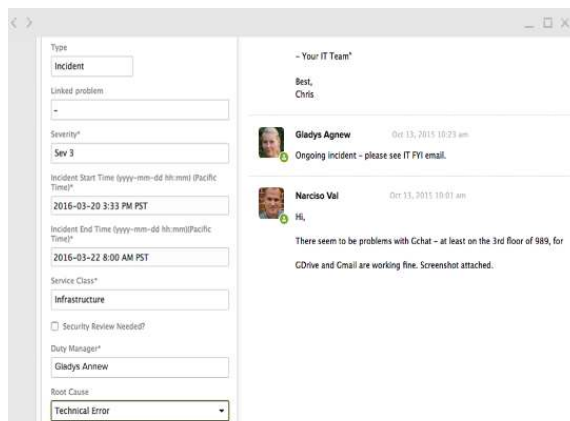 Type
Incident
Linked problem
-
Severity*
Sev 3
Incident Start Time (yyyy-mm-dd hh:mm) (Pacific
Time)*
2016-03-20 3:33 PM PST
Incident End Time (yyyy-mm-dd hh:mm)(Pacific
Time)*
2016-03-22 8:00 AM PST
Service Class*
Infrastructure
Security Review Needed?
Duty Manager*
Gladys Annew
Root Cause
Technical Error
– Your IT Team"
Best,
Chris
Gladys Agnew Oct 13, 2015 10:23 am
Ongoing incident – please see IT FYI email.
Narciso Val Oct 13, 2015 10:01 am
Hi,
There seem to be problems with Gchat – at least on the 3rd floor of 989, for
GDrive and Gmail are working fine. Screenshot attached.